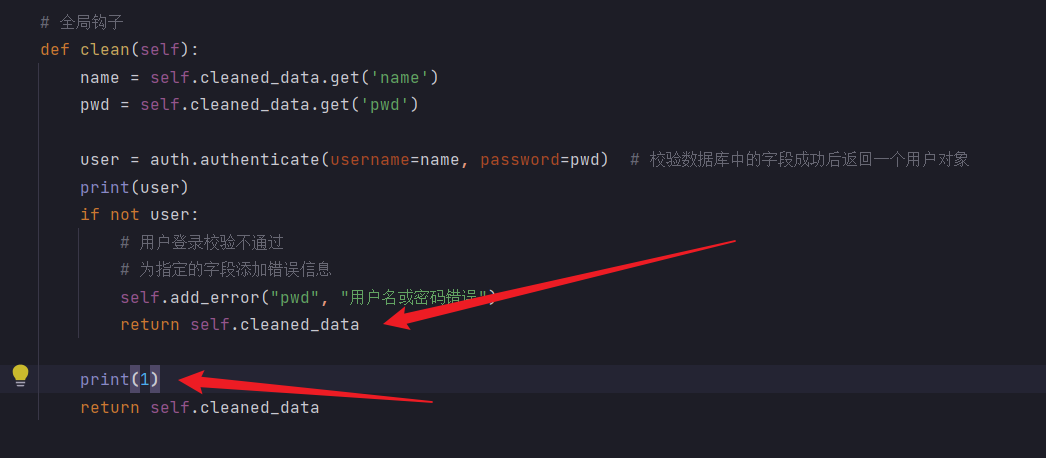 # 全局钩子
def clean(self):
name = self.cleaned_data.get('name')
pwd = self.cleaned_data.get('pwd')
user = auth.authenticate(username=name, password=pwd)  # 校验数据库中的字段成功后返回一个用户对象
print(user)
if not user:
# 用户登录校验不通过
# 为指定的字段添加错误信息
self.add_error("pwd", "用户名或密码错误")
return self.cleaned_data
print(1)
return self.cleaned_data